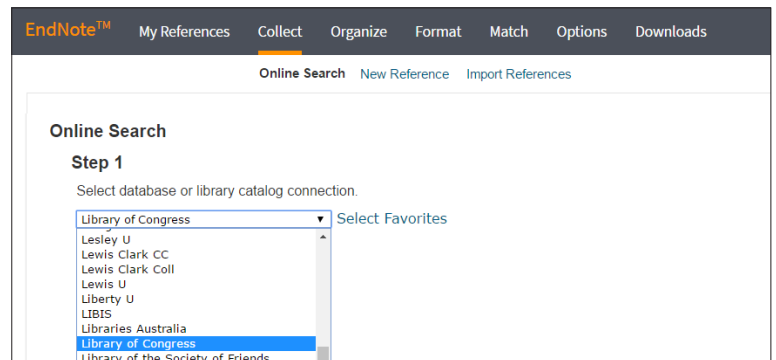 EndNote™ My References Collect Organize Format Match Options Downloads
Online Search New Reference Import References
Online Search
Step 1
Select database or library catalog connection.
Library of Congress Select Favorites
Lesley U
Lewis Clark CC
Lewis Clark Coll
Lewis U
Liberty U
LIBIS
Libraries Australia
Library of Congress
Library of the Society of Friends